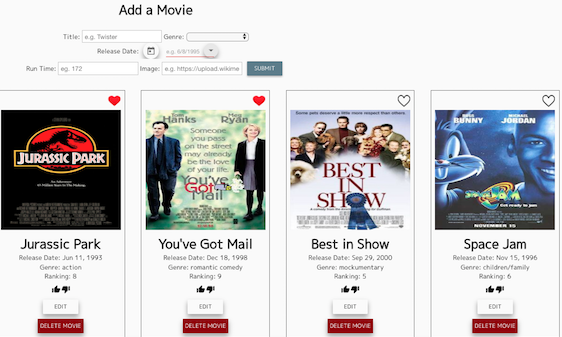 Add a Movie
Title: e.g. Twister Genre:
Release Date: e.g. 6/9/1995
Run Time: eg. 172 Image: e.g. https://upload.wikime SUBMIT
JURASSIC PARK
An Adventure
65 Million Years In The Making.
Hanks Ryan
Someone
you pass
on the street
may already
be the love
of your life.
You've
Got Mail
Some pets deserve a little more respect than others.
BEST
IN
SHOW
BUGS BUNNY MICHAEL JORDAN
SPACE JAM
Get ready to jam
NOVEMBER 15
Jurassic Park
Release Date: Jun 11, 1993
Genre: action
Ranking: 8
EDIT
DELETE MOVIE
You've Got Mail
Release Date: Dec 18, 1998
Genre: romantic comedy
Ranking: 9
EDIT
DELETE MOVIE
Best in Show
Release Date: Sep 29, 2000
Genre: mockumentary
Ranking: 5
EDIT
DELETE MOVIE
Space Jam
Release Date: Nov 15, 1996
Genre: children/family
Ranking: 6
EDIT
DELETE MOVIE